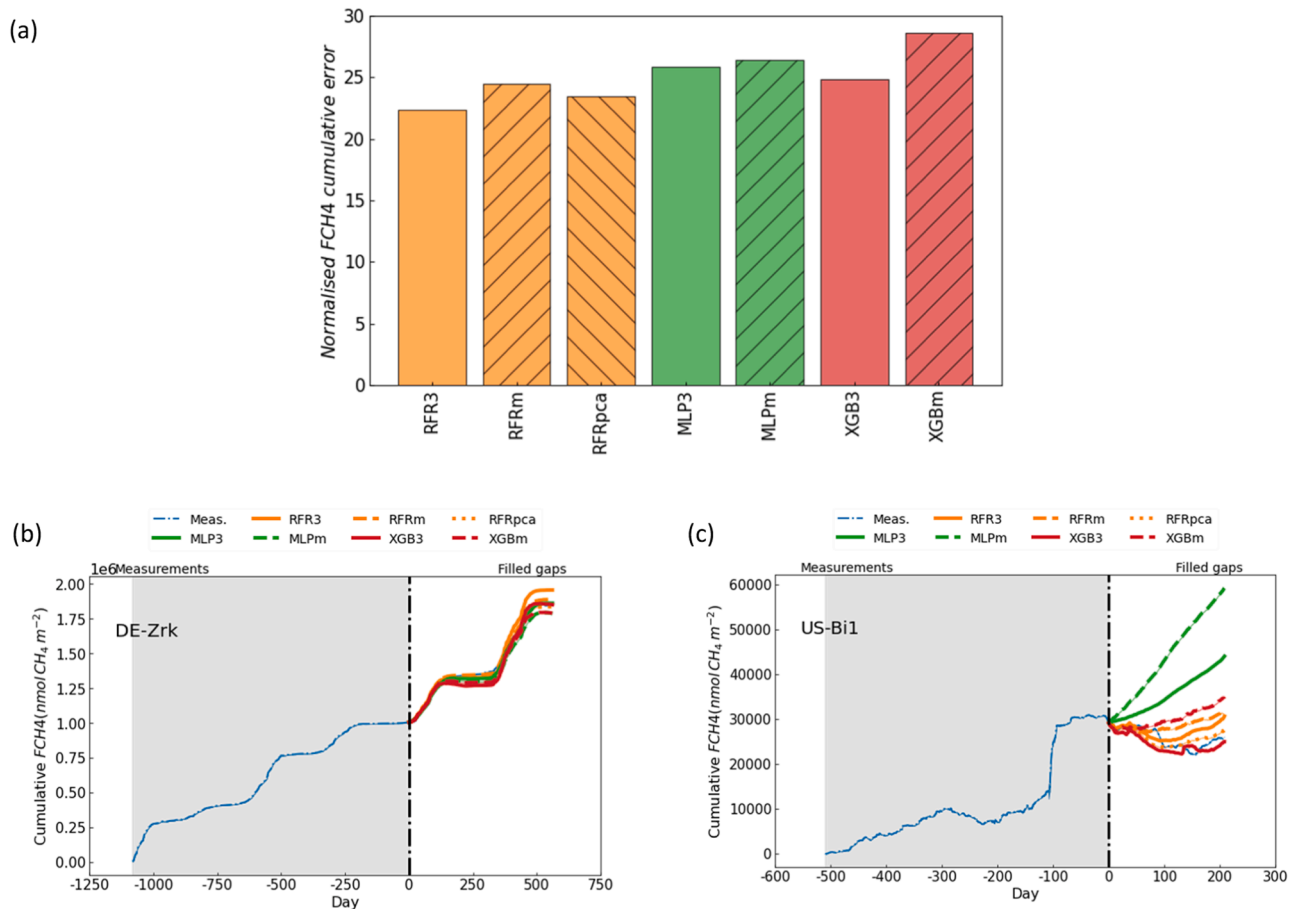 (a)
Normalised FCH4 cumulative error
30
25
20
15
10
5
0
RFR3
RFRm
RFRpca
MLP3
MLPm
XGB3
XGBm
(b)
Meas. RFR3 RFRm RFRpca
MLP3 MLPm XGB3 XGBm
1e6 Measurements Filled gaps
DE-Zrk
Cumulative FCH4(nmol CH4 m−2)
2.00
1.75
1.50
1.25
1.00
0.75
0.50
0.25
0.00
-1250 -1000 -750 -500 -250 0 250 500 750
Day
(c)
Meas. RFR3 RFRm RFRpca
MLP3 MLPm XGB3 XGBm
Measurements Filled gaps
US-Bi1
Cumulative FCH4(nmol CH4 m−2)
60000
50000
40000
30000
20000
10000
0
-600 -500 -400 -300 -200 -100 0 100 200 300
Day